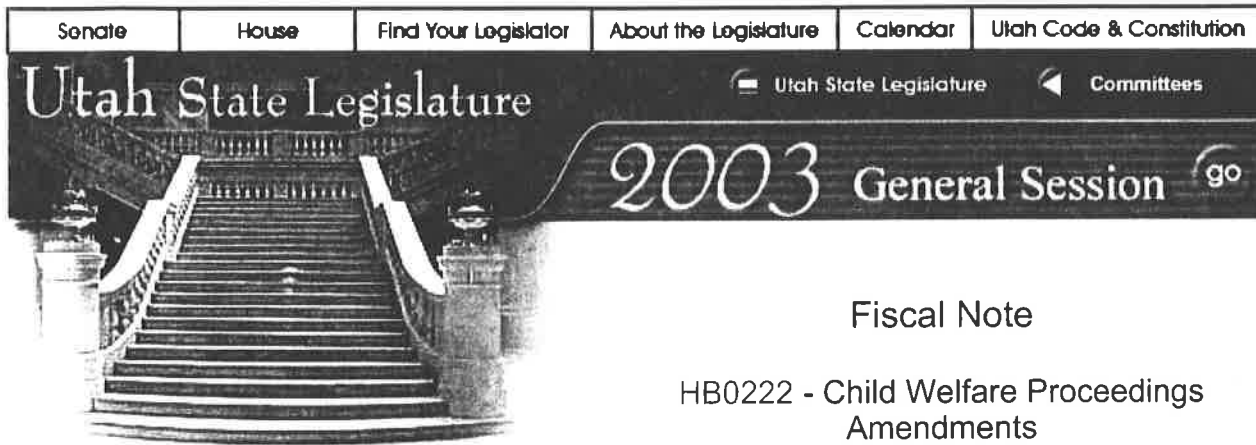 Senate House Find Your Legislator About the Legislature Calendar Utah Code & Constitution
Utah State Legislature
Utah State Legislature Committees
2003 General Session go
Fiscal Note
HB0222 - Child Welfare Proceedings
Amendments